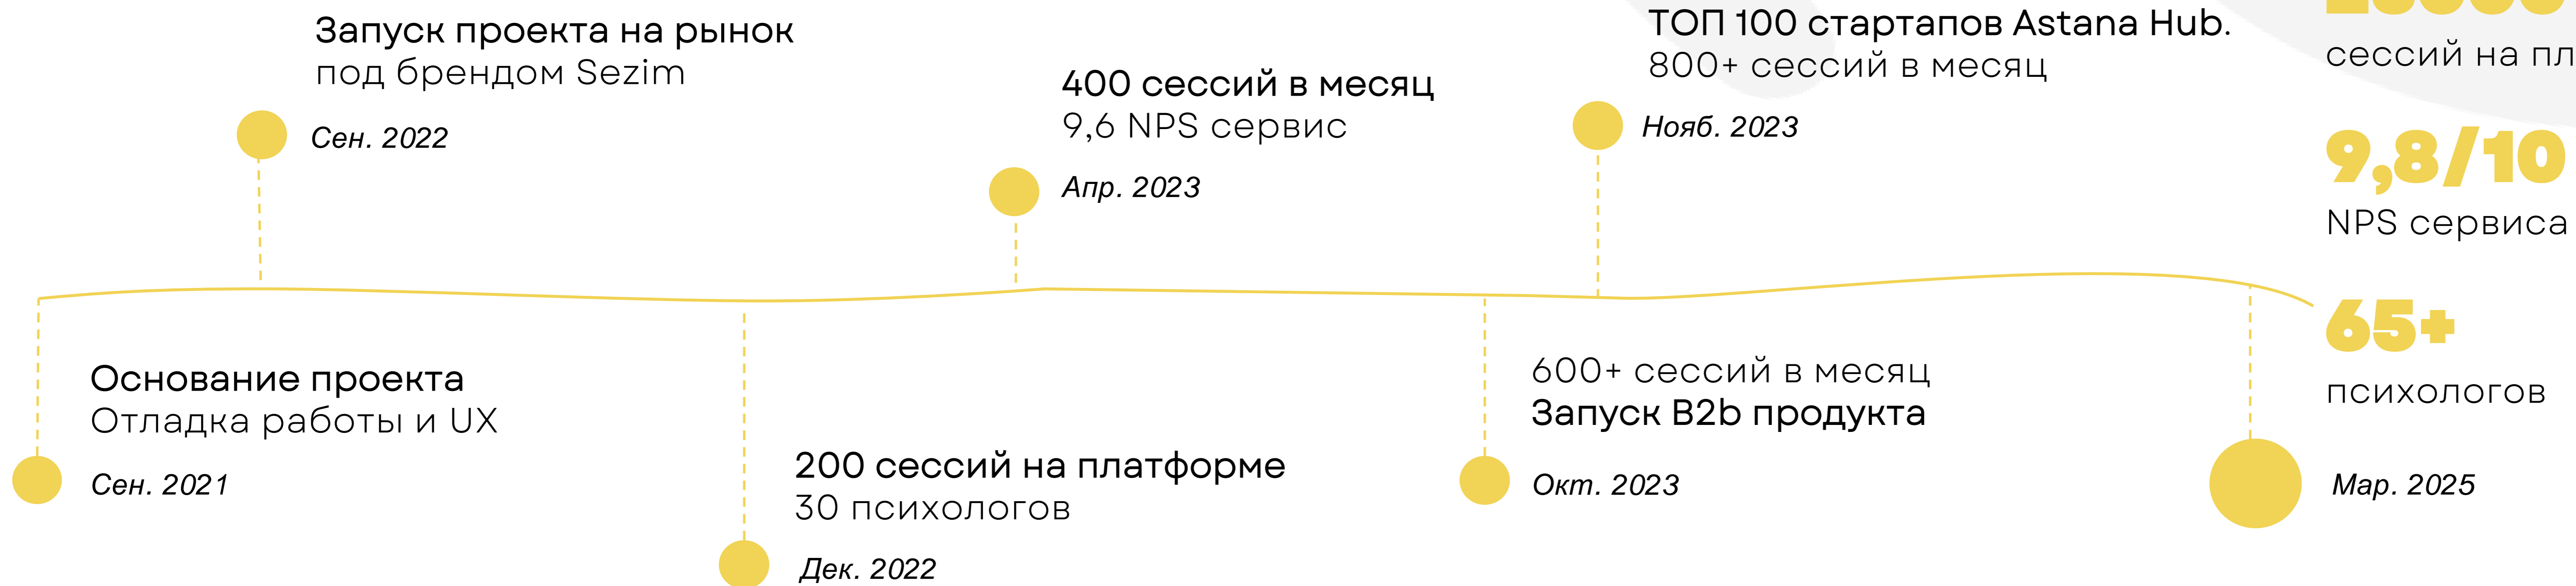 Запуск проекта на рынок
под брендом Sezim
Сен. 2022
400 сессий в месяц
9,6 NPS сервис
Апр. 2023
ТОП 100 стартапов Astana Hub.
800+ сессий в месяц
Нояб. 2023
сессий на
9,8/10
NPS сервиса
65+
психологов
Мар. 2025
Основание проекта
Отладка работы и UX
Сен. 2021
200 сессий на платформе
30 психологов
Дек. 2022
600+ сессий в месяц
Запуск B2b продукта
Окт. 2023